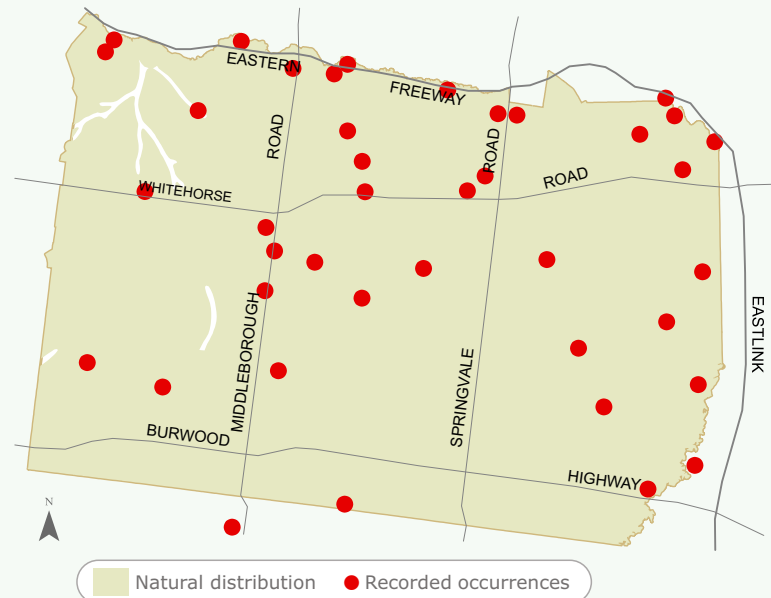 EASTERN
FREEWAY
ROAD
ROAD
ROAD
WHITEHORSE
MIDDLEBOROUGH
SPRINGVALE
EASTLINK
BURWOOD
HIGHWAY
N
Natural distribution
Recorded occurrences